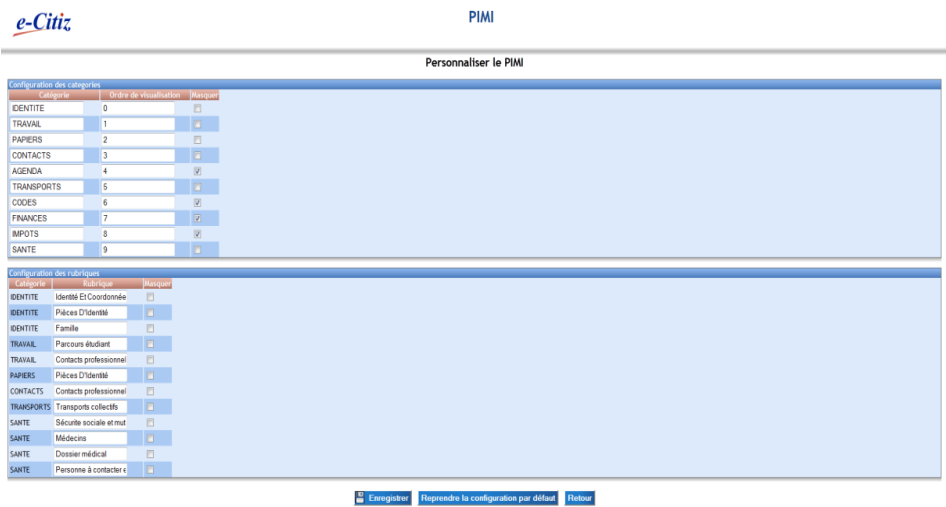 e-Citiz
PIMI
Personnaliser le PIMI
Configuration des categories
Catégorie Ordre de visualisation Masquer
IDENTITE 0
TRAVAIL 1
PAPIERS 2
CONTACTS 3
AGENDA 4
TRANSPORTS 5
CODES 6
FINANCES 7
IMPOTS 8
SANTE 9
Configuration des rubriques
Catégorie Rubrique Masquer
IDENTITE Identité Et Coordonnée
IDENTITE Pièces D'Identité
IDENTITE Famille
TRAVAIL Parcours étudiant
TRAVAIL Contacts professionnel
PAPIERS Pièces D'Identité
CONTACTS Contacts professionnel
TRANSPORTS Transports collectifs
SANTE Sécurite sociale et mut
SANTE Médecins
SANTE Dossier médical
SANTE Personne à contacter e
Enregistrer Reprendre la configuration par défaut Retour